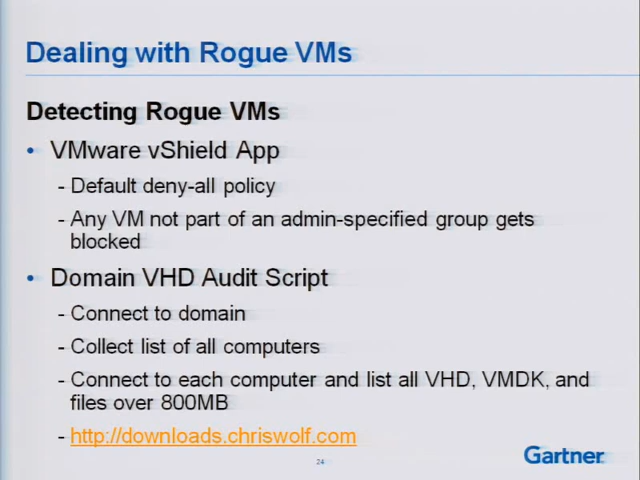 Dealing with Rogue VMs
Detecting Rogue VMs
• VMware vShield App
- Default deny-all policy
- Any VM not part of an admin-specified group gets
blocked
• Domain VHD Audit Script
- Connect to domain
- Collect list of all computers
- Connect to each computer and list all VHD, VMDK, and
files over 800MB
- http://downloads.chriswolf.com
24
Gartner